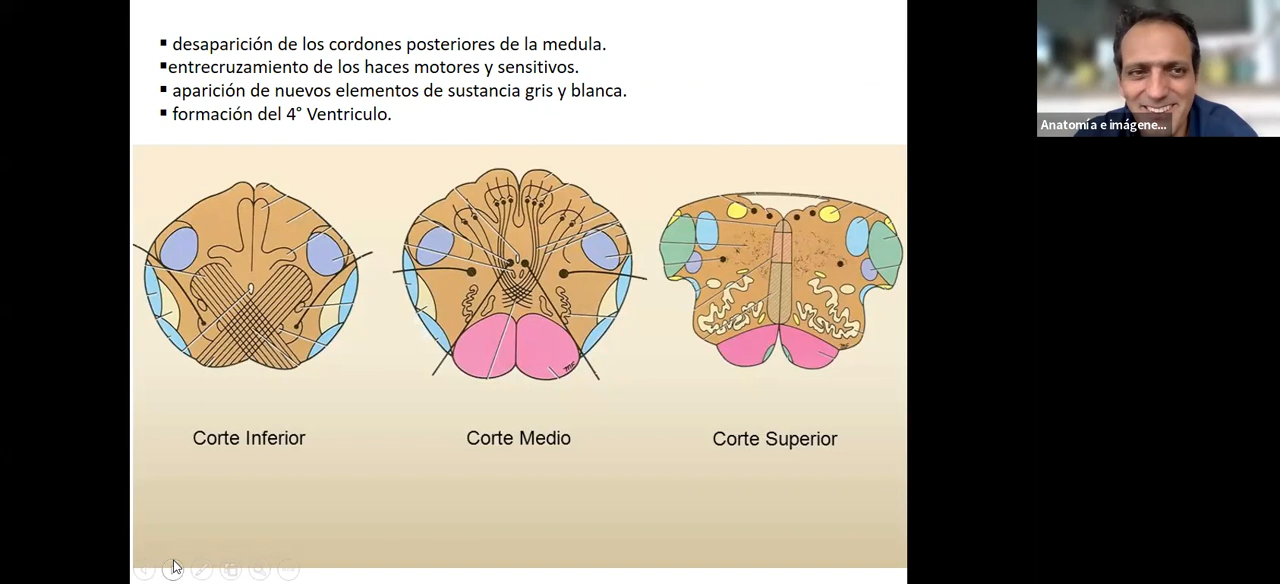 ▪ desaparición de los cordones posteriores de la medula.
▪entrecruzamiento de los haces motores y sensitivos.
▪ aparición de nuevos elementos de sustancia gris y blanca.
▪ formación del 4° Ventriculo.
Anatomía e imágene...
Corte Inferior
Corte Medio
Corte Superior